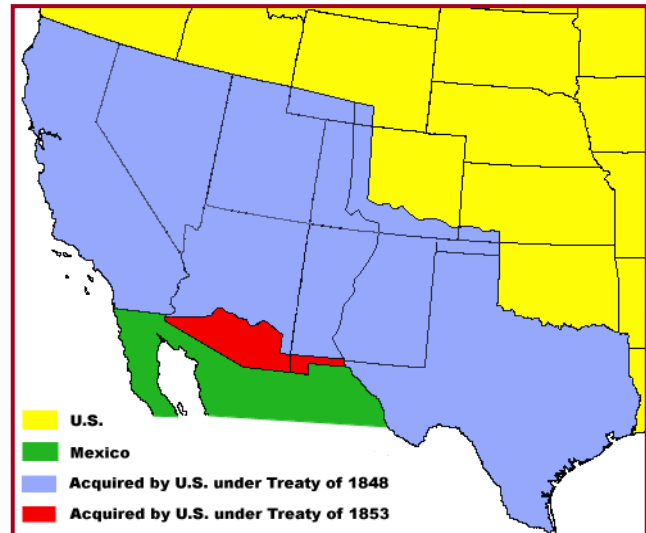 U.S.
Mexico
Acquired by U.S. under Treaty of 1848
Acquired by U.S. under Treaty of 1853